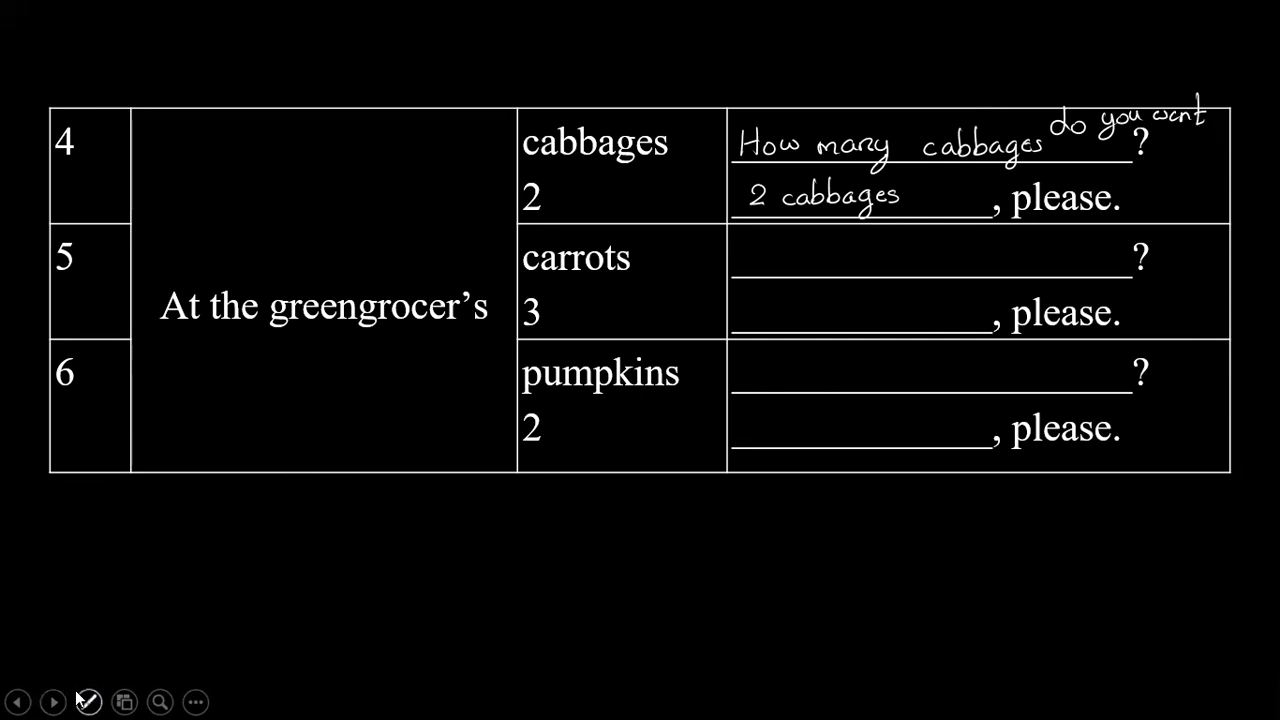 4
At the greengrocer's
cabbages
2
How many cabbages do you want?
2 cabbages, please.
5
carrots
3
?
, please.
6
pumpkins
2
?
, please.